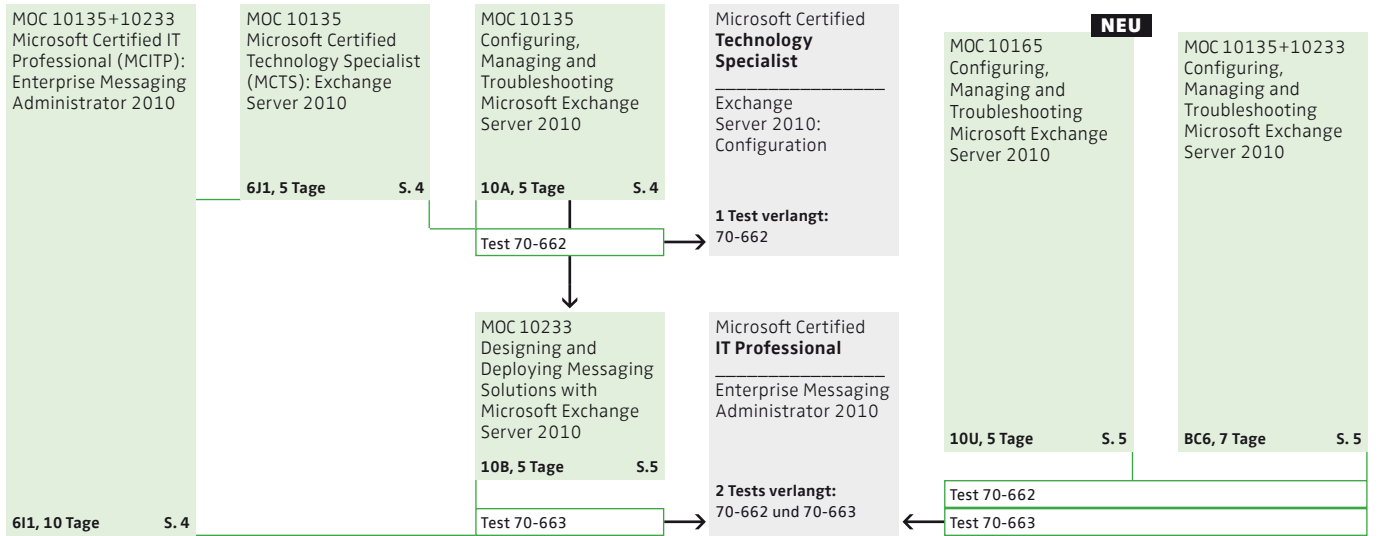 MOC 10135+10233
Microsoft Certified IT
Professional (MCITP):
Enterprise Messaging
Administrator 2010
6I1, 10 Tage S. 4
MOC 10135
Microsoft Certified
Technology Specialist
(MCTS): Exchange
Server 2010
6J1, 5 Tage S. 4
MOC 10135
Configuring,
Managing and
Troubleshooting
Microsoft Exchange
Server 2010
10A, 5 Tage S. 4
Test 70-662
Microsoft Certified
Technology
Specialist
Exchange
Server 2010:
Configuration
1 Test verlangt:
70-662
MOC 10233
Designing and
Deploying Messaging
Solutions with
Microsoft Exchange
Server 2010
10B, 5 Tage S.5
Test 70-663
Microsoft Certified
IT Professional
Enterprise Messaging
Administrator 2010
2 Tests verlangt:
70-662 und 70-663
NEU
MOC 10165
Configuring,
Managing and
Troubleshooting
Microsoft Exchange
Server 2010
10U, 5 Tage S. 5
MOC 10135+10233
Configuring,
Managing and
Troubleshooting
Microsoft Exchange
Server 2010
BC6, 7 Tage S. 5
Test 70-662
Test 70-663